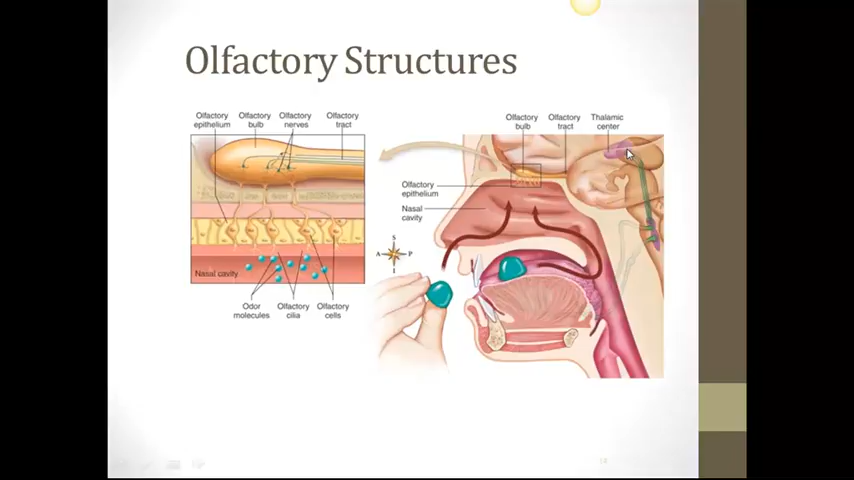 Olfactory Structures
Olfactory
epithelium
Olfactory
bulb
Olfactory
nerves
Olfactory
tract
Nasal cavity
Odor
molecules
Olfactory
cilia
Olfactory
cells
Olfactory
bulb
Olfactory
tract
Thalamic
center
Olfactory
epithelium
Nasal
cavity
S
A
P
I